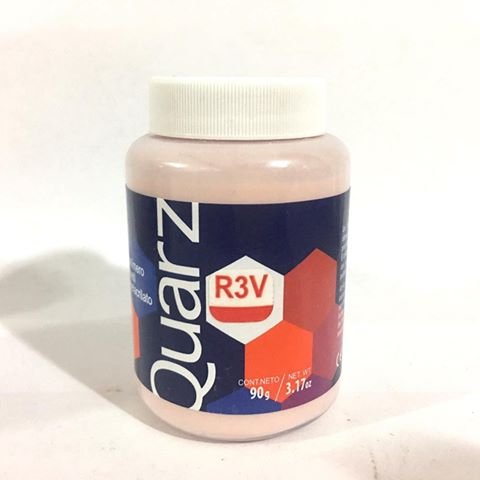 Quarz
R3V
CONT.NETO / NET WT.
90g / 3.17oz